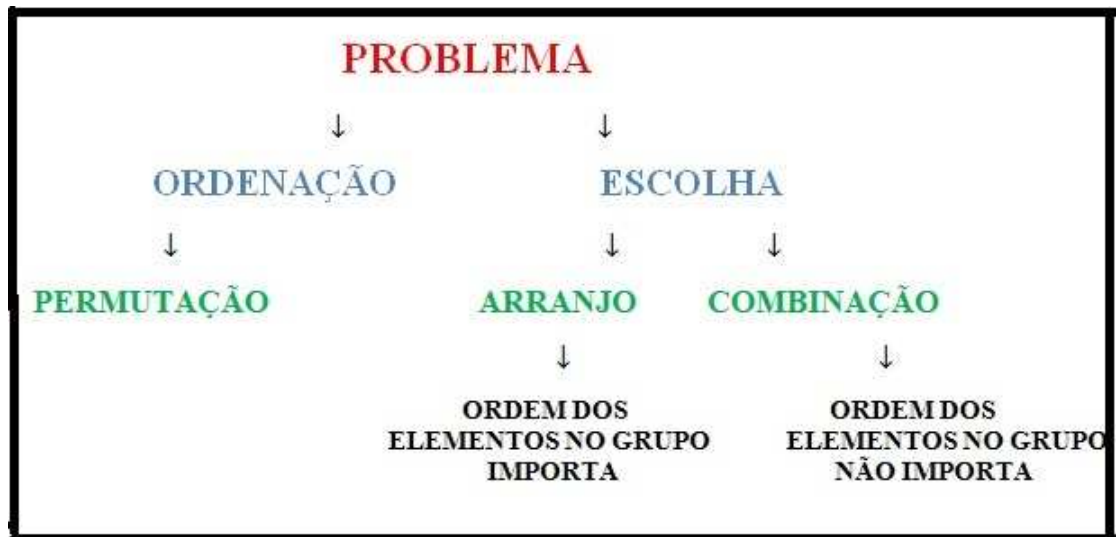 PROBLEMA
↓ ↓
ORDENAÇÃO ESCOLHA
↓ ↓ ↓
PERMUTAÇÃO ARRANJO COMBINAÇÃO
↓ ↓
ORDEM DOS ORDEM DOS
ELEMENTOS NO GRUPO ELEMENTOS NO GRUPO
IMPORTA NÃO IMPORTA